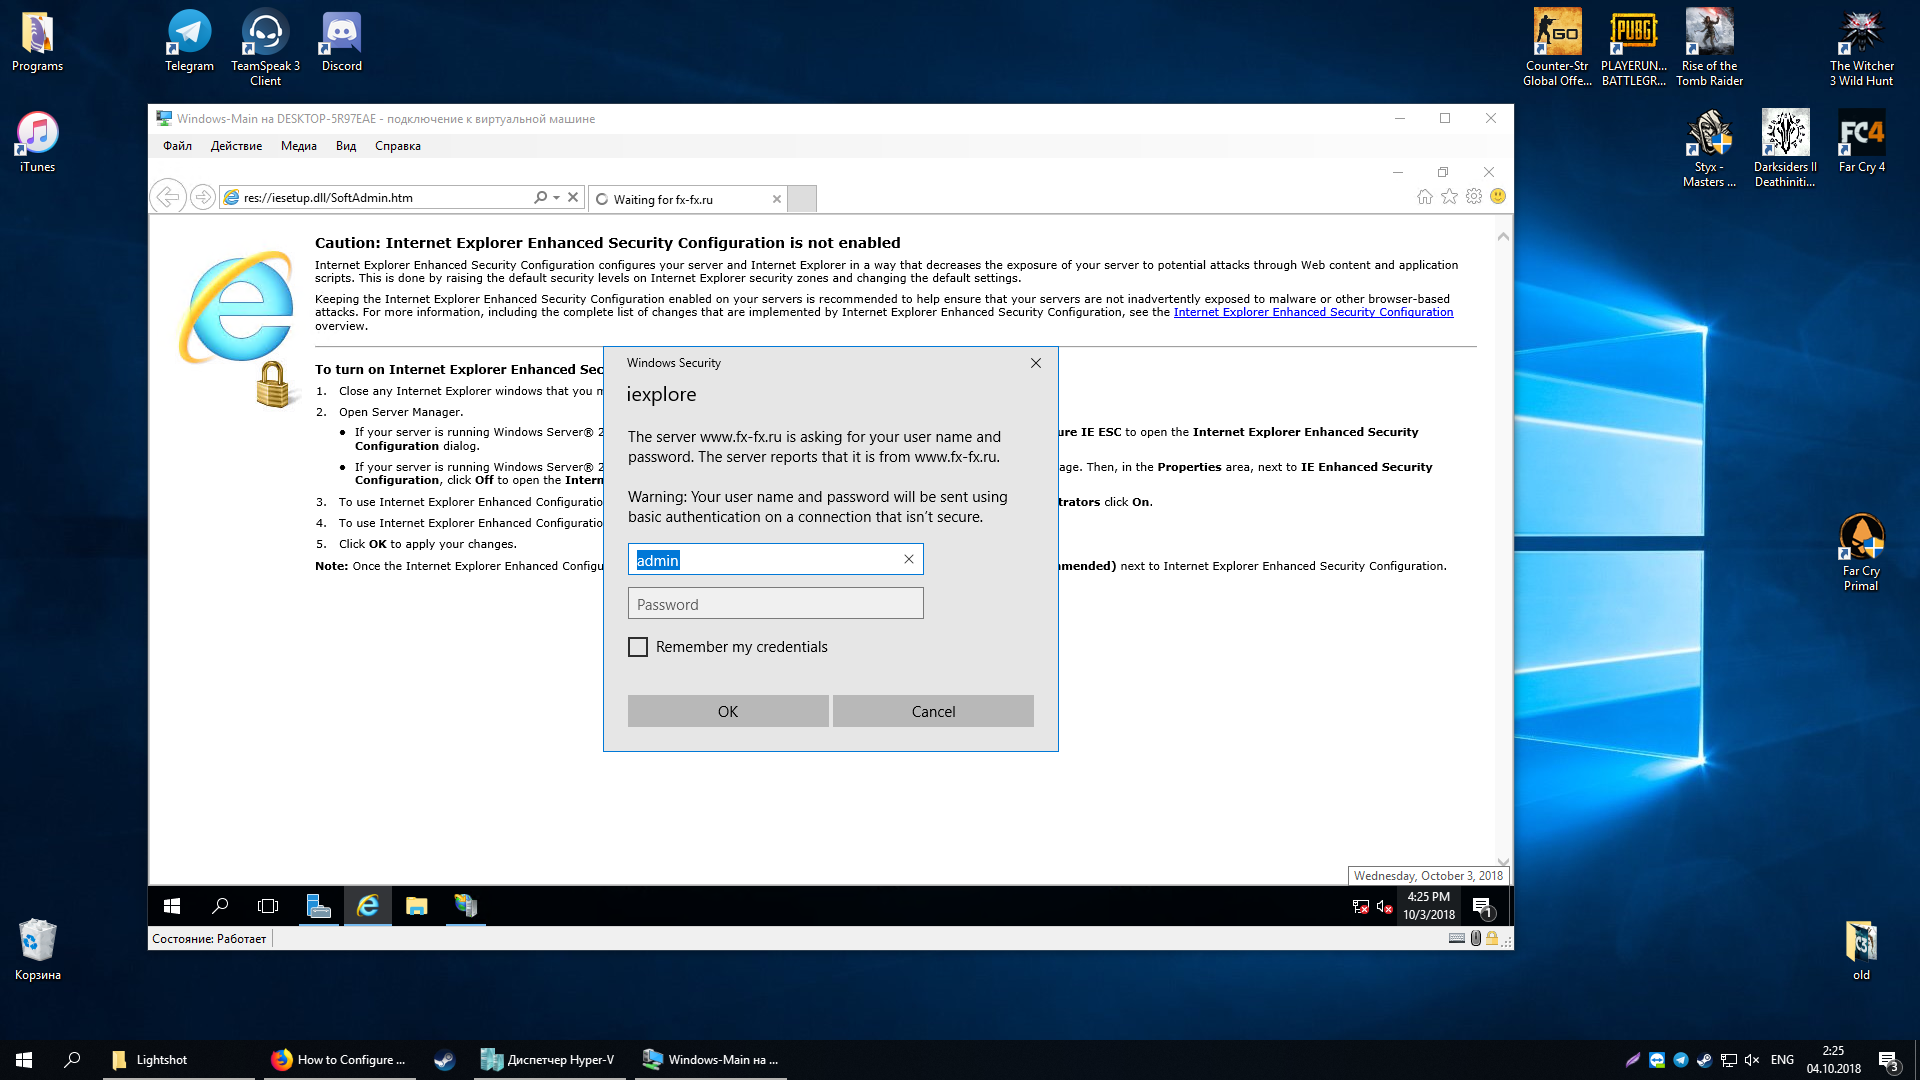 Programs
Telegram
TeamSpeak 3
Client
Discord
GO
PUBG
FC4
Counter-Str
Global Offe...
PLAYERUN...
BATTLEGR...
Rise of the
Tomb Raider
The Witcher
3 Wild Hunt
iTunes
Styx -
Masters ...
Darksiders II
Deathiniti...
Far Cry 4
Windows-Main на DESKTOP-5R97EAE - подключение к виртуальной машине
Файл Действие Медиа Вид Справка
res://iesetup.dll/SoftAdmin.htm
Waiting for fx-fx.ru
Caution: Internet Explorer Enhanced Security Configuration is not enabled
Internet Explorer Enhanced Security Configuration configures your server and Internet Explorer in a way that decreases the exposure of your server to potential attacks through Web content and application
scripts. This is done by raising the default security levels on Internet Explorer security zones and changing the default settings.
Keeping the Internet Explorer Enhanced Security Configuration enabled on your servers is recommended to help ensure that your servers are not inadvertently exposed to malware or other browser-based
attacks. For more information, including the complete list of changes that are implemented by Internet Explorer Enhanced Security Configuration, see the Internet Explorer Enhanced Security Configuration
overview.
To turn on Internet Explorer Enhanced Sec
1. Close any Internet Explorer windows that you m
2. Open Server Manager.
• If your server is running Windows Server® 2
ure IE ESC to open the Internet Explorer Enhanced Security
Configuration dialog.
• If your server is running Windows Server® 2
age. Then, in the Properties area, next to IE Enhanced Security
Configuration, click Off to open the Intern
3. To use Internet Explorer Enhanced Configuratio
trators click On.
4. To use Internet Explorer Enhanced Configuratio
5. Click OK to apply your changes.
Note: Once the Internet Explorer Enhanced Configu
mended) next to Internet Explorer Enhanced Security Configuration.
Windows Security
iexplore
The server www.fx-fx.ru is asking for your user name and
password. The server reports that it is from www.fx-fx.ru.
Warning: Your user name and password will be sent using
basic authentication on a connection that isn't secure.
admin
Password
Remember my credentials
OK
Cancel
Far Cry
Primal
Wednesday, October 3, 2018
4:25 PM
10/3/2018
1
Состояние: Работает
Корзина
old
Lightshot
How to Configure ...
Диспетчер Hyper-V
Windows-Main на ...
ENG
2:25
04.10.2018
3